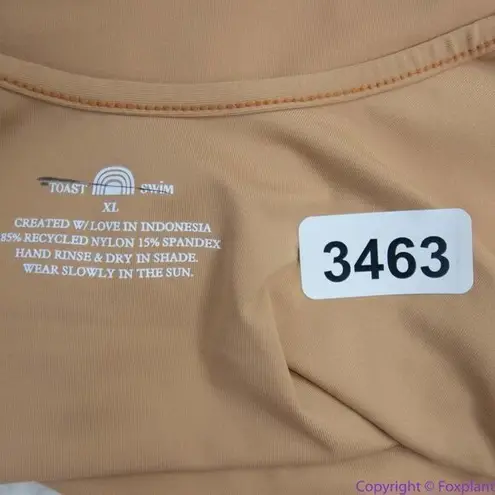 TOAST SWIM
XL
CREATED W/ LOVE IN INDONESIA
85% RECYCLED NYLON 15% SPANDEX
HAND RINSE & DRY IN SHADE.
WEAR SLOWLY IN THE SUN.
3463
Copyright © Foxplant